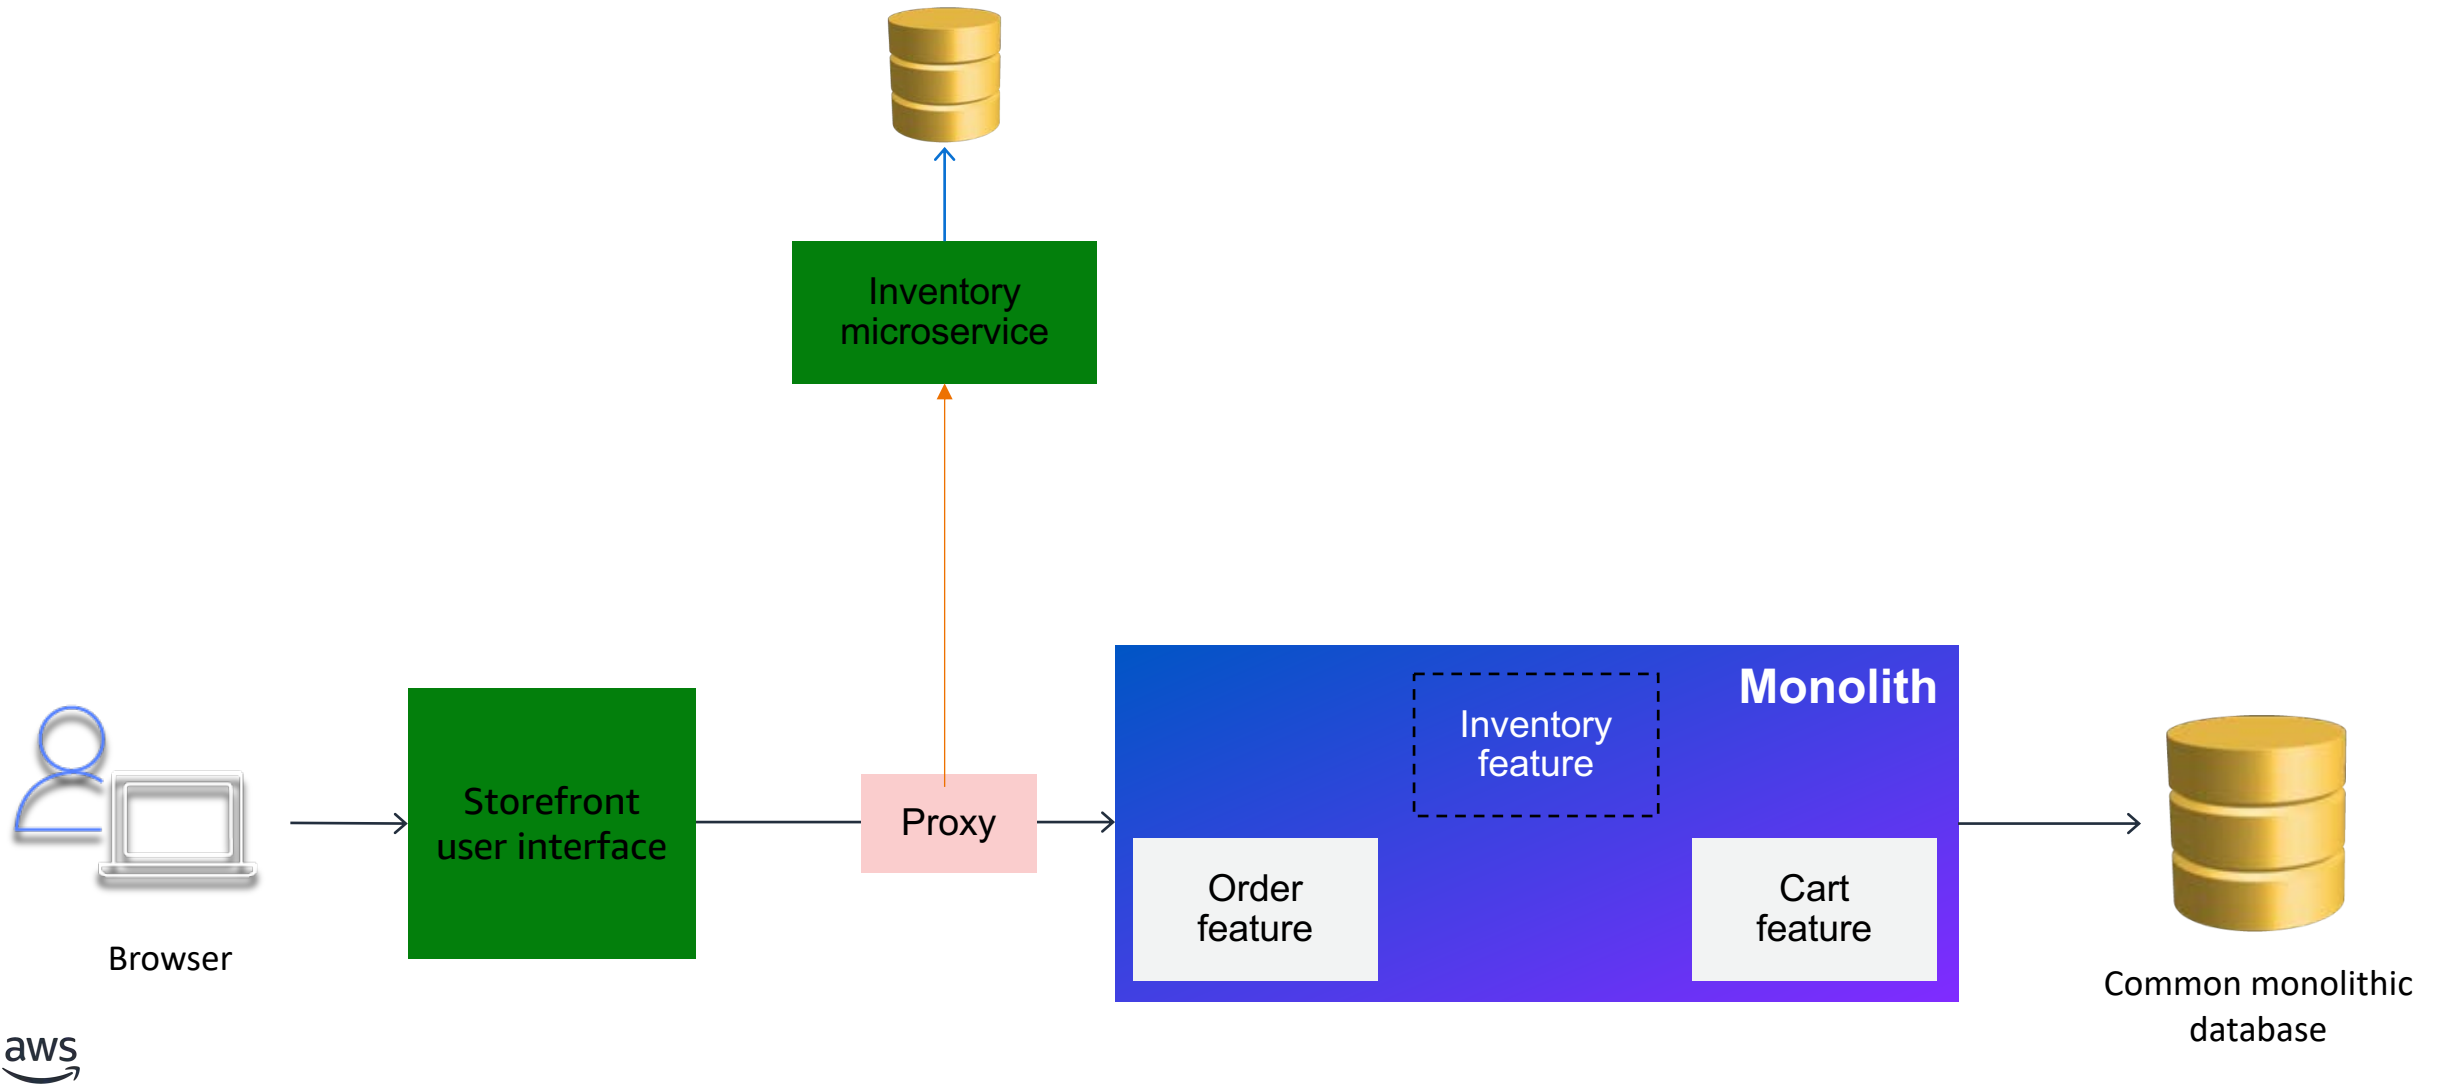 Inventory
microservice
Monolith
Inventory
feature
Storefront
user interface
Proxy
Order
feature
Cart
feature
Browser
Common monolithic
database
aws